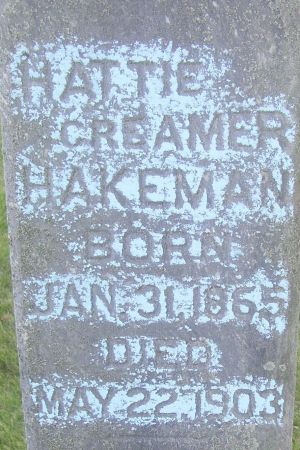 HATTIE
CREAMER
HAKEMAN
BORN
JAN. 31, 1865
DIED
MAY 22, 1903